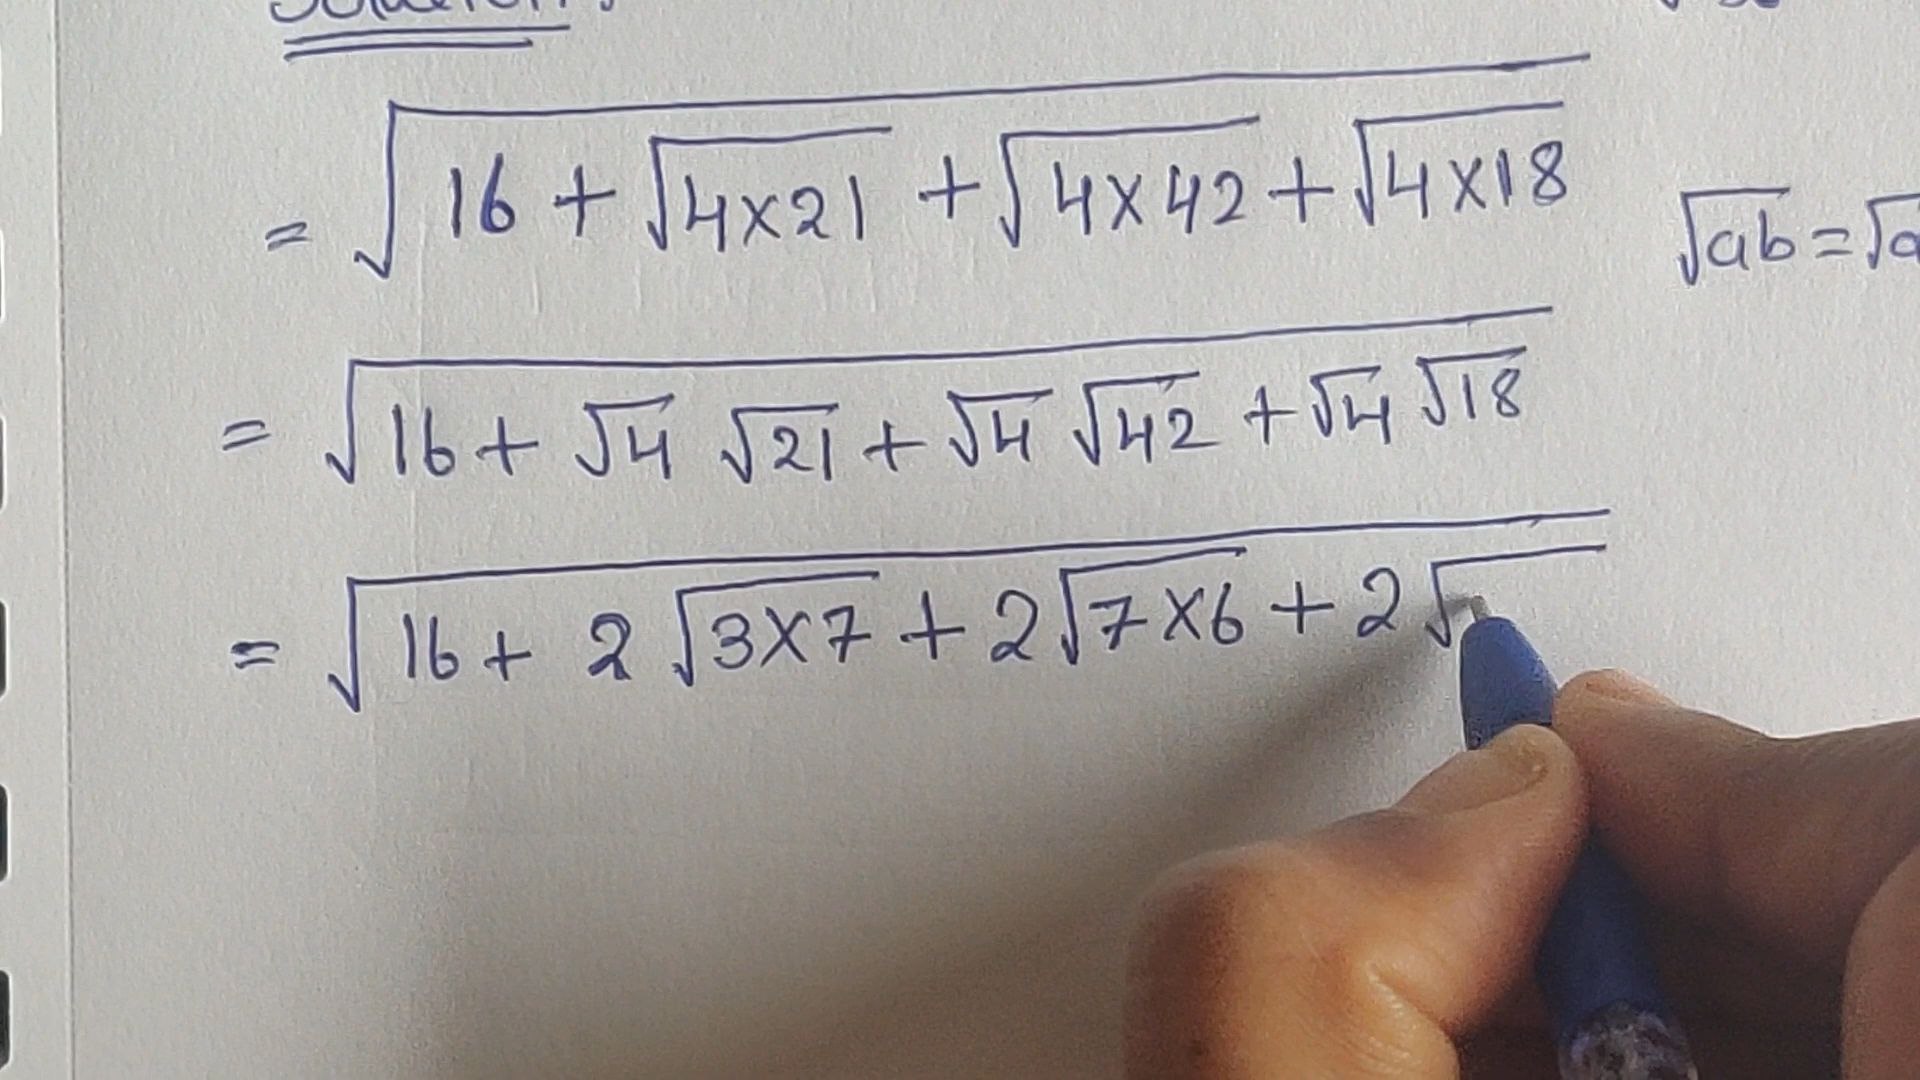 = √16 + √4×21 + √4×42 + √4×18
√ab = √a
= √16 + √4 √21 + √4 √42 + √4 √18
= √16 + 2 √3×7 + 2√7×6 + 2√